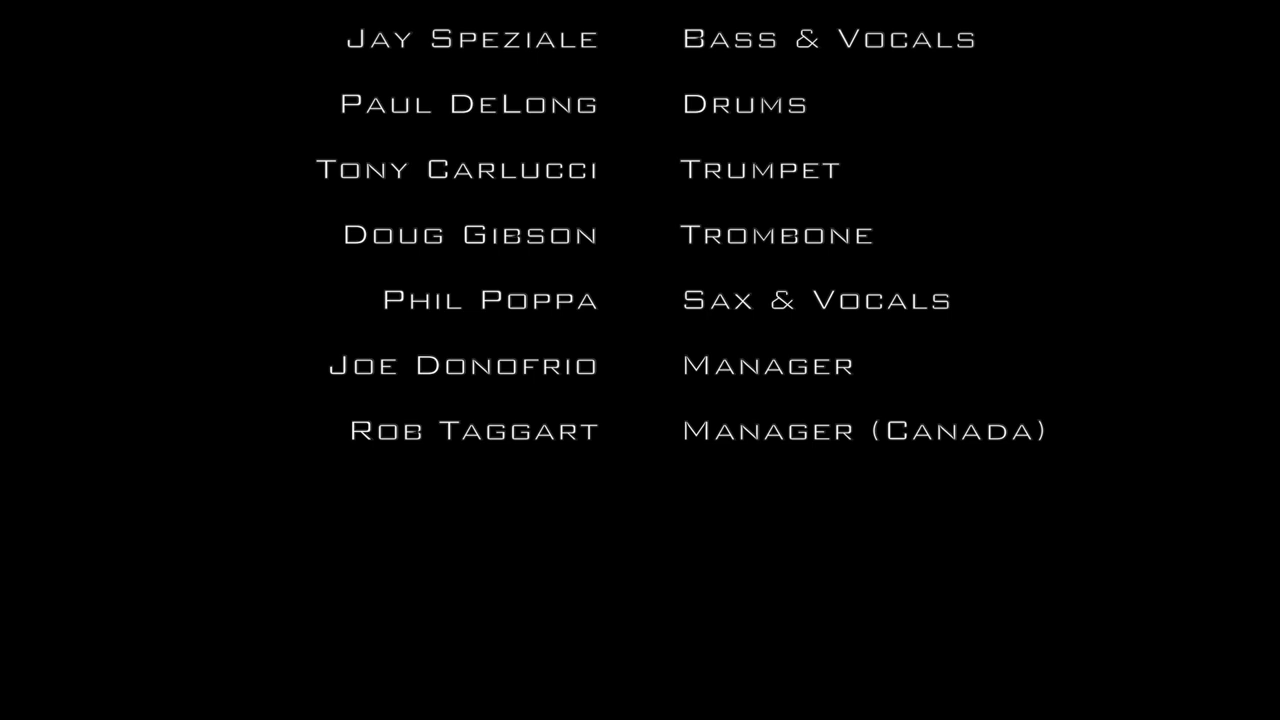 Jay Speziale Bass & Vocals
Paul DeLong Drums
Tony Carlucci Trumpet
Doug Gibson Trombone
Phil Poppa Sax & Vocals
Joe Donofrio Manager
Rob Taggart Manager (Canada)